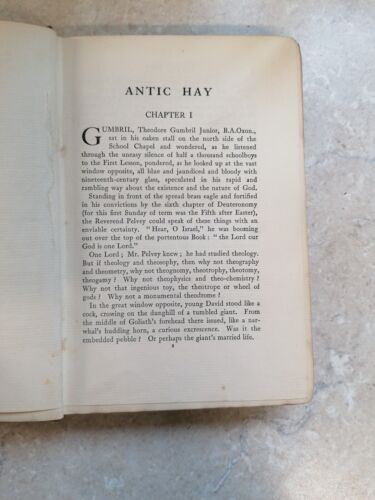 ANTIC HAY
CHAPTER I
GUMBRIL, Theodore Gumbril Junior, B.A.Oxon.,
sat in his oaken stall on the north side of the
School Chapel and wondered, as he listened
through the uneasy silence of half a thousand schoolboys
to the First Lesson, pondered, as he looked up at the vast
window opposite, all blue and jaundiced and bloody with
nineteenth-century glass, speculated in his rapid and
rambling way about the existence and the nature of God.
Standing in front of the spread brass eagle and fortified
in his convictions by the sixth chapter of Deuteronomy
(for this first Sunday of term was the Fifth after Easter),
the Reverend Pelvey could speak of these things with an
enviable certainty. "Hear, O Israel," he was booming
out over the top of the portentous Book: "the Lord our
God is one Lord."
One Lord; Mr. Pelvey knew; he had studied theology.
But if theology and theosophy, then why not theography
and theometry, why not theognomy, theotrophy, theotomy,
theogamy? Why not theophysics and theo-chemistry?
Why not that ingenious toy, the theotrope or wheel of
gods? Why not a monumental theodrome?
In the great window opposite, young David stood like a
cock, crowing on the dunghill of a tumbled giant. From
the middle of Goliath's forehead there issued, like a nar-
whal's budding horn, a curious excrescence. Was it the
embedded pebble? Or perhaps the giant's married life.